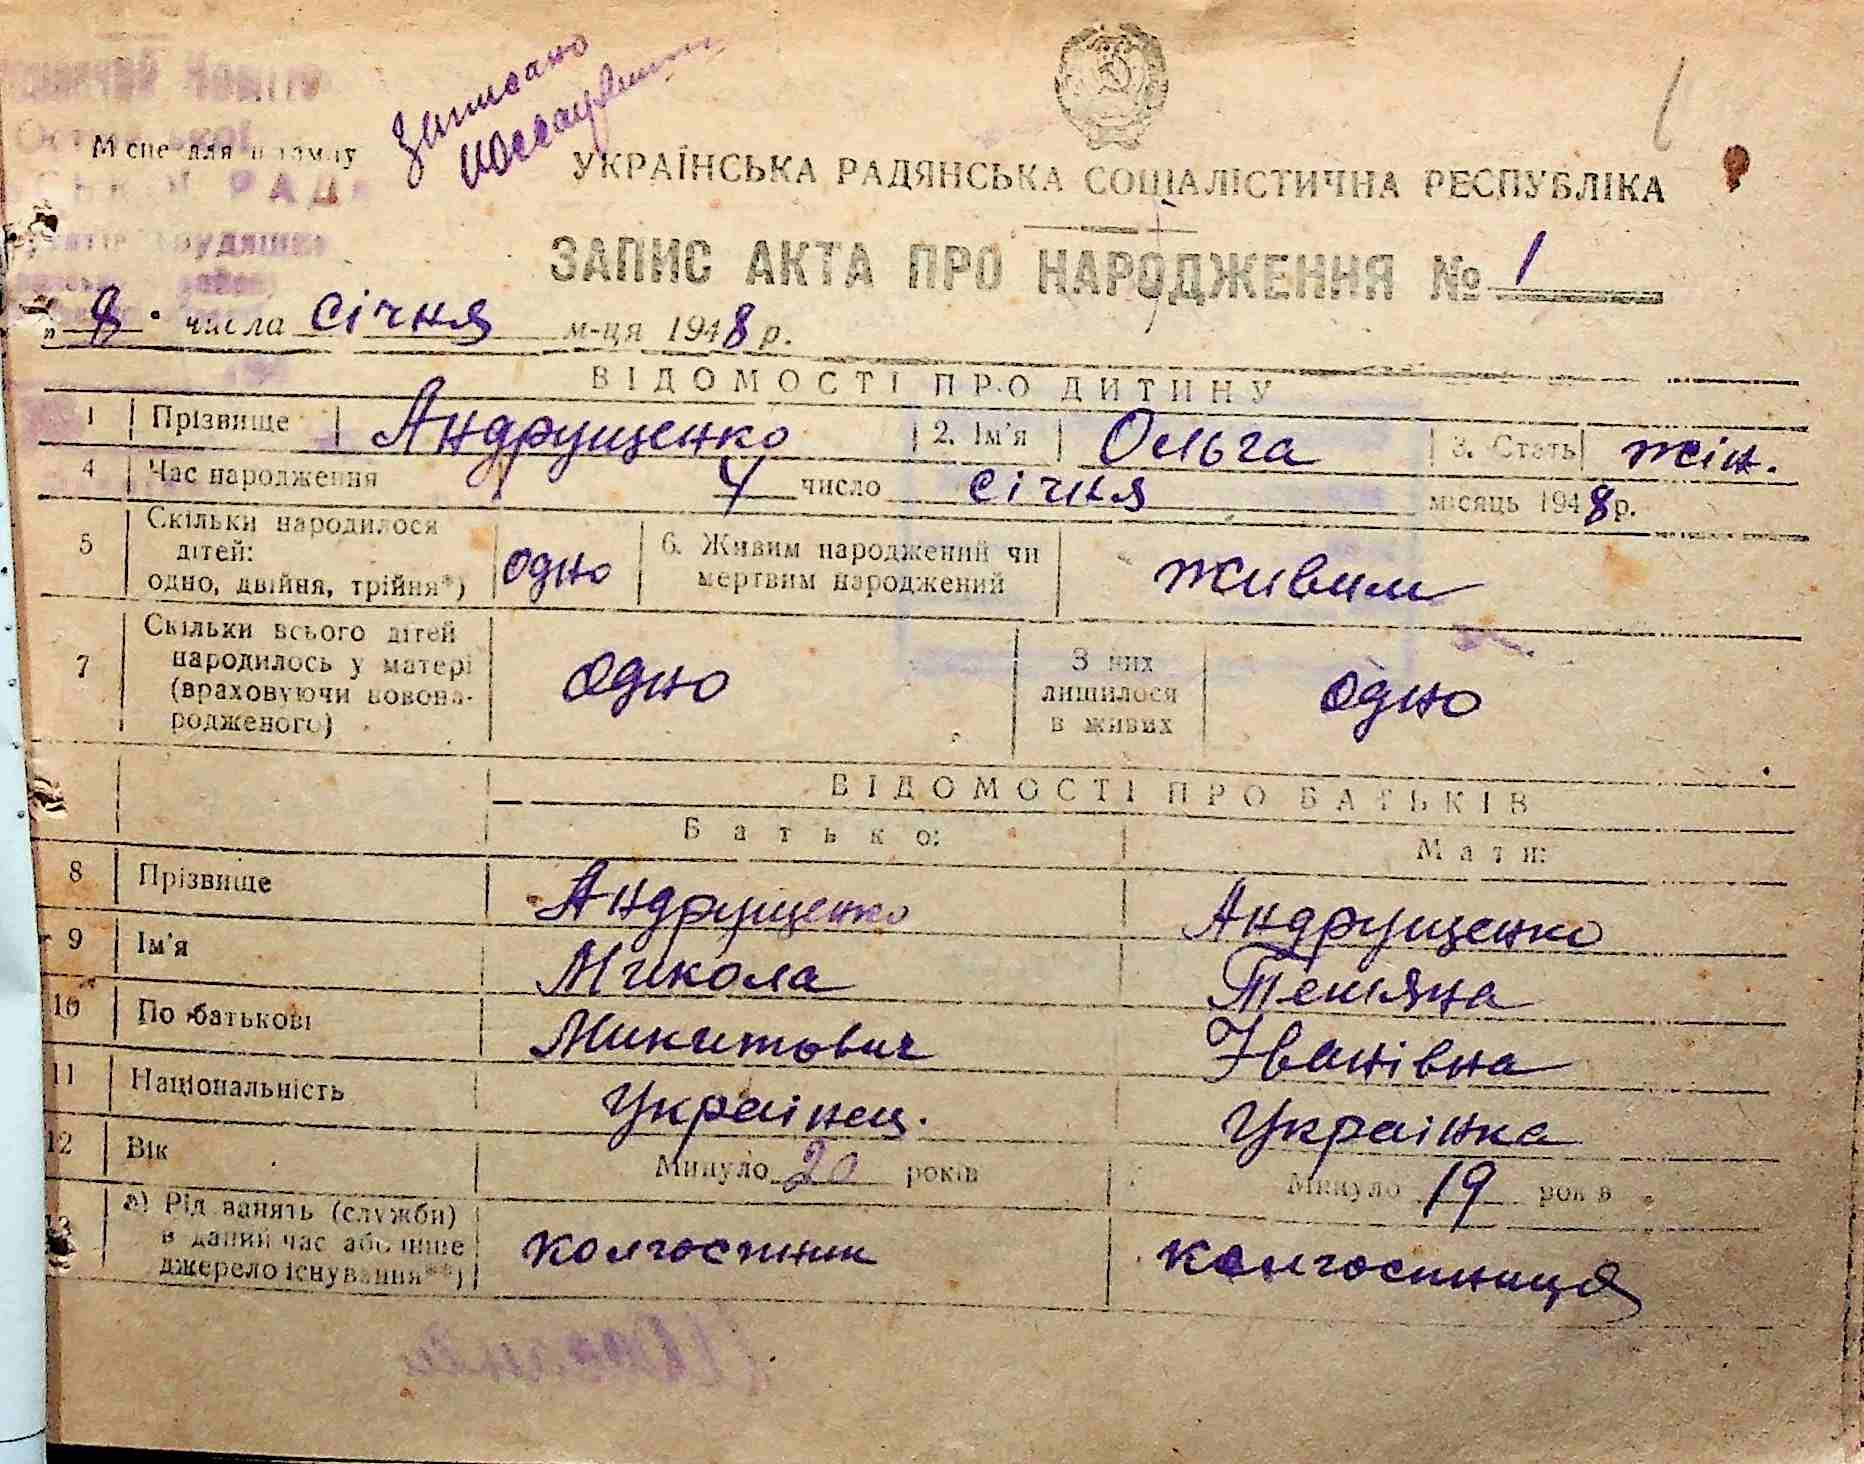 Записано
Місце для штампу
УКРАЇНСЬКА РАДЯНСЬКА СОЦІАЛІСТИЧНА РЕСПУБЛІКА
ЗАПИС АКТА ПРО НАРОДЖЕННЯ № 1
" 8 " числа січня м-ця 1948 р.
ВІДОМОСТІ ПРО ДИТИНУ
1 Прізвище Андрущенко 2. Ім'я Ольга 3. Стать жін.
4 Час народження 4 число січня місяць 1948 р.
5 Скільки народилося
дітей:
одно, двійня, трійня*) одно 6. Живим народжений чи
мертвим народжений живим
7 Скільки всього дітей
народилось у матері
(враховуючи новона-
родженого) одно З них
лишилося
в живих одно
ВІДОМОСТІ ПРО БАТЬКІВ
Батько: Мати:
8 Прізвище Андрущенко Андрущенко
9 Ім'я Микола Тетяна
10 По батькові Микитович Іванівна
11 Національність Українец. Українка
12 Вік Минуло 20 років Минуло 19 років
13 а) Рід занять (служби)
в даний час або інше
джерело існування**) колгоспник колгоспниця